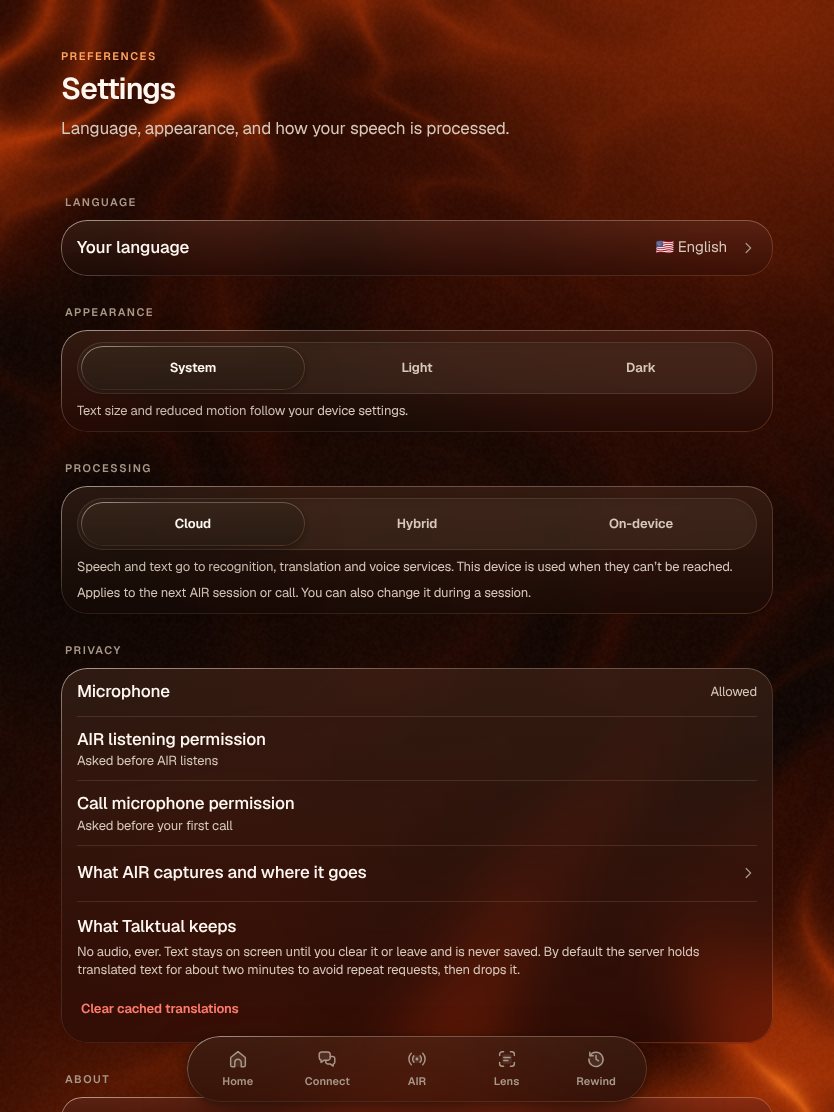 PREFERENCES
Settings
Language, appearance, and how your speech is processed.
LANGUAGE
Your language
🇺🇸 English
APPEARANCE
System
Light
Dark
Text size and reduced motion follow your device settings.
PROCESSING
Cloud
Hybrid
On-device
Speech and text go to recognition, translation and voice services. This device is used when they can’t be reached.
Applies to the next AIR session or call. You can also change it during a session.
PRIVACY
Microphone
Allowed
AIR listening permission
Asked before AIR listens
Call microphone permission
Asked before your first call
What AIR captures and where it goes
What Talktual keeps
No audio, ever. Text stays on screen until you clear it or leave and is never saved. By default the server holds
translated text for about two minutes to avoid repeat requests, then drops it.
Clear cached translations
ABOUT
Home
Connect
AIR
Lens
Rewind